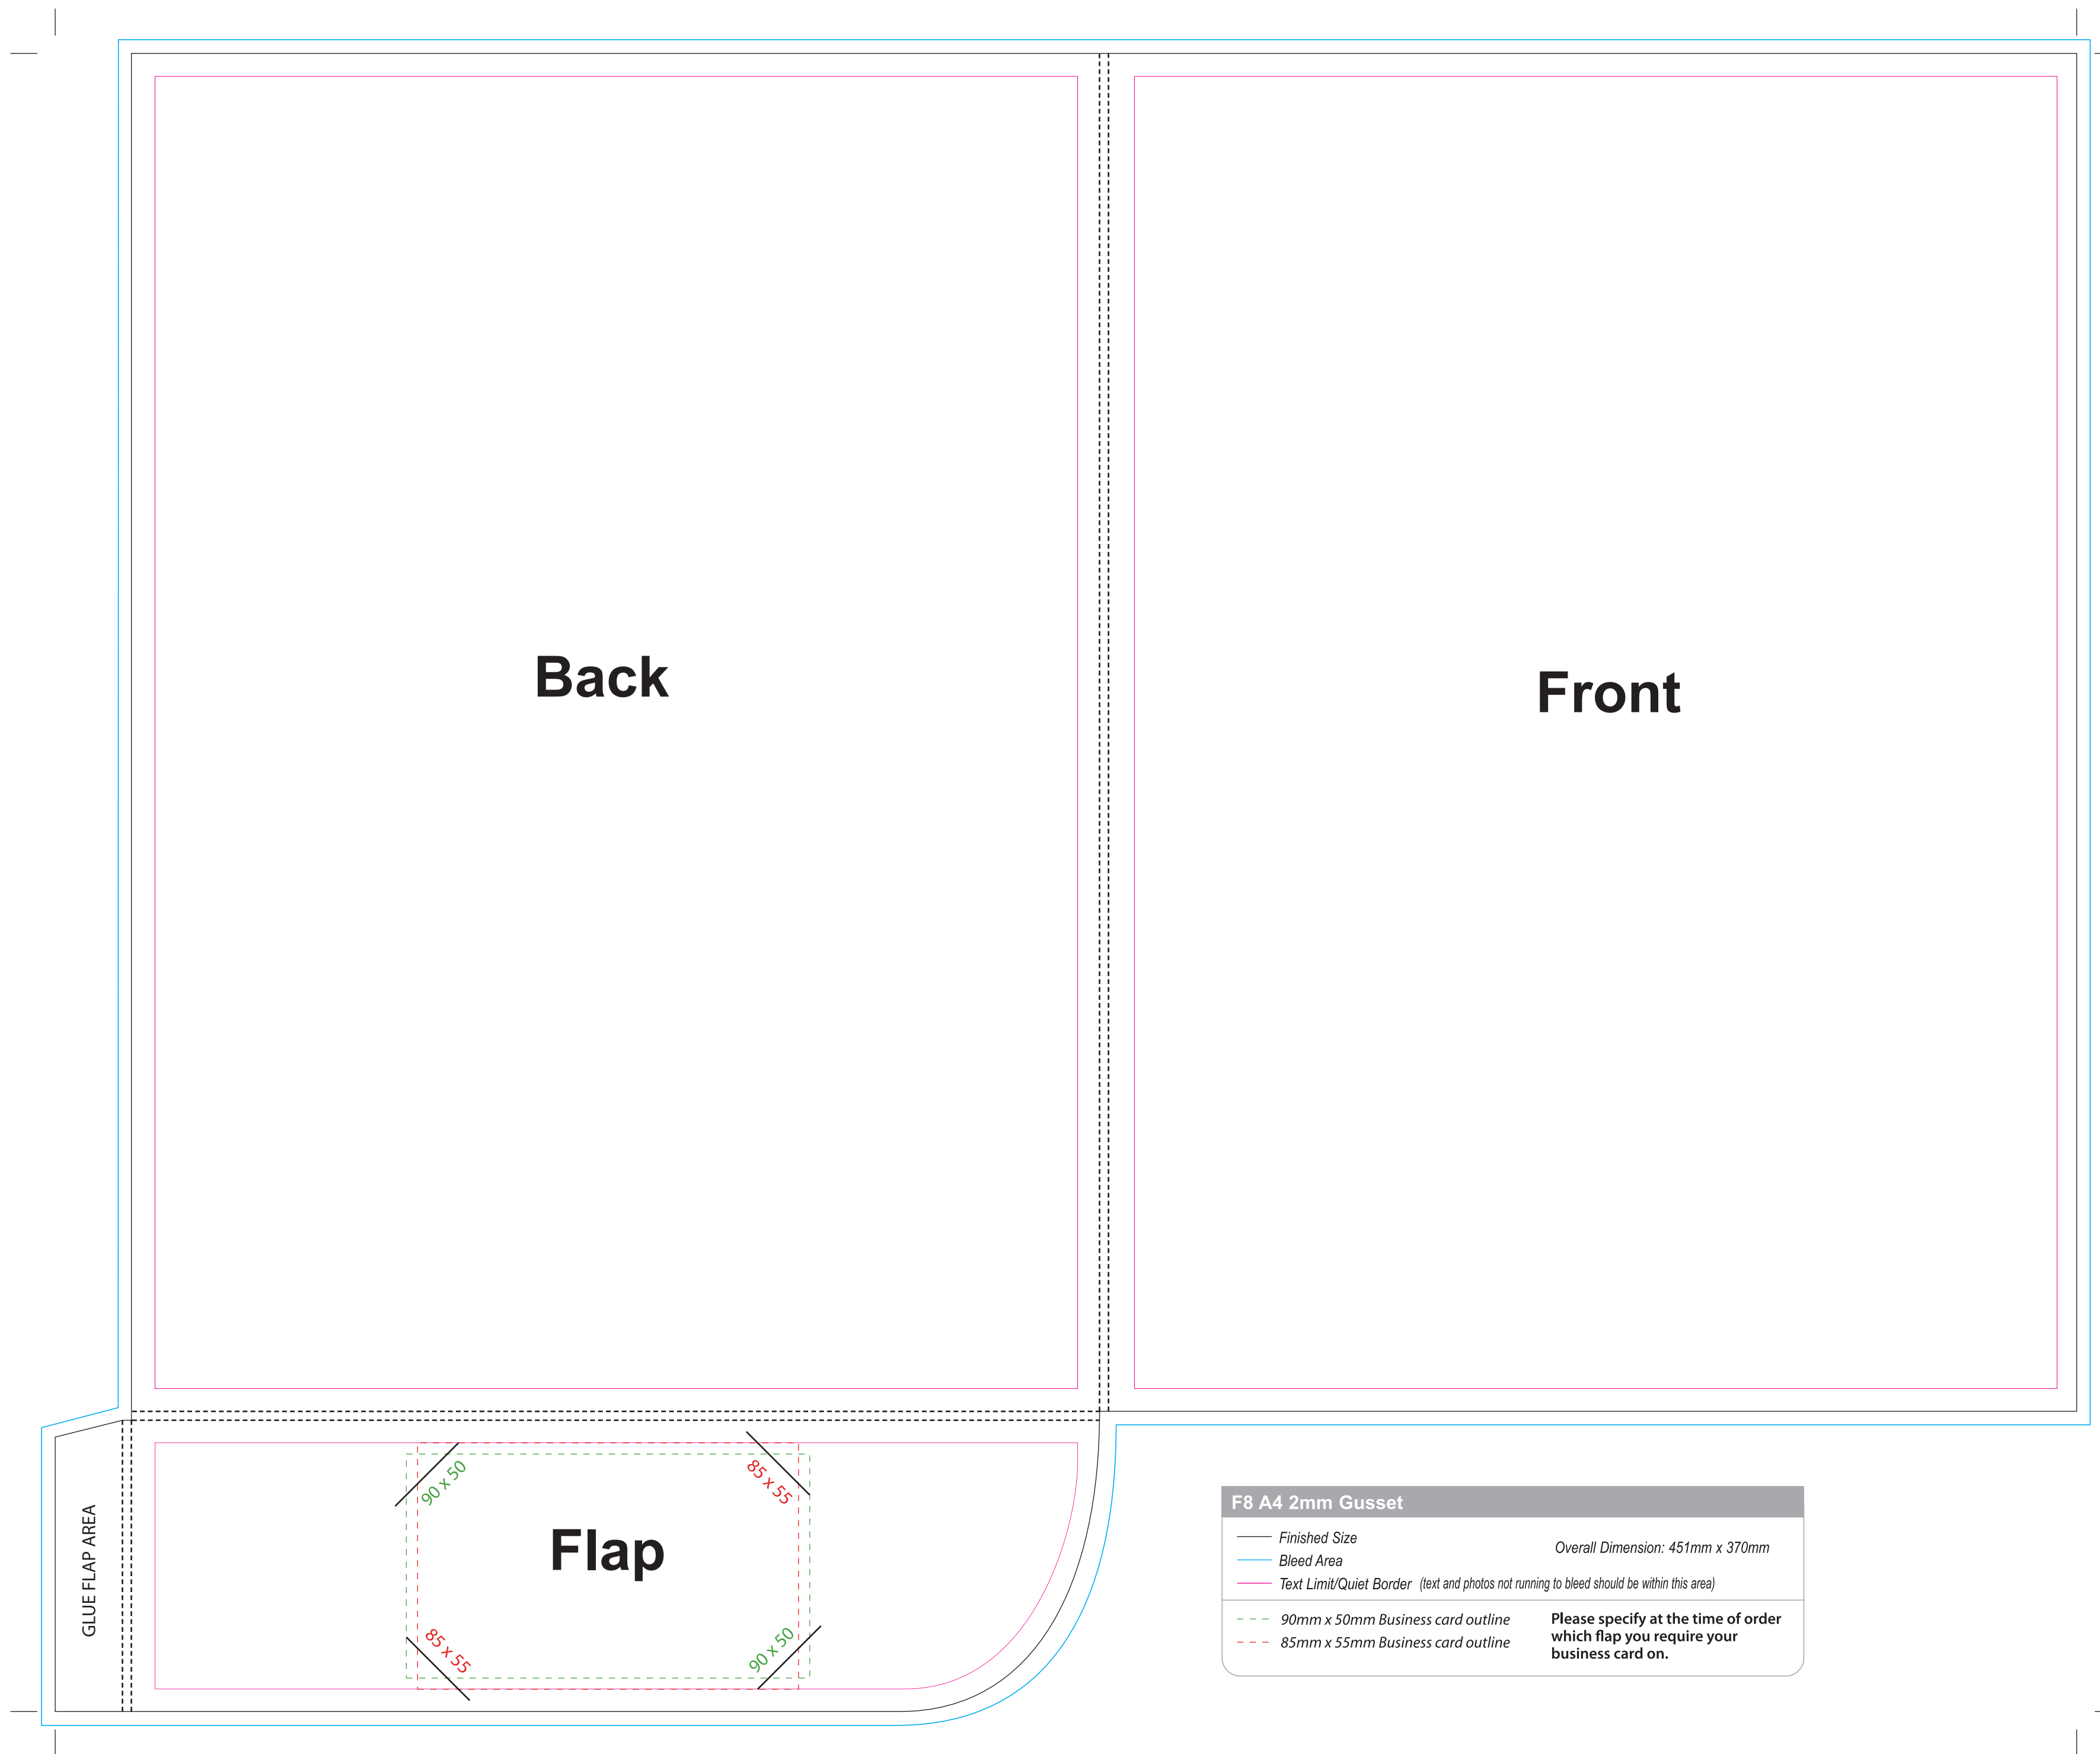 Back
Front
GLUE FLAP AREA
90 x 50
85 x 55
Flap
85 x 55
90 x 50
F8 A4 2mm Gusset
Finished Size
Overall Dimension: 451mm x 370mm
Bleed Area
Text Limit/Quiet Border (text and photos not running to bleed should be within this area)
90mm x 50mm Business card outline
85mm x 55mm Business card outline
Please specify at the time of order
which flap you require your
business card on.